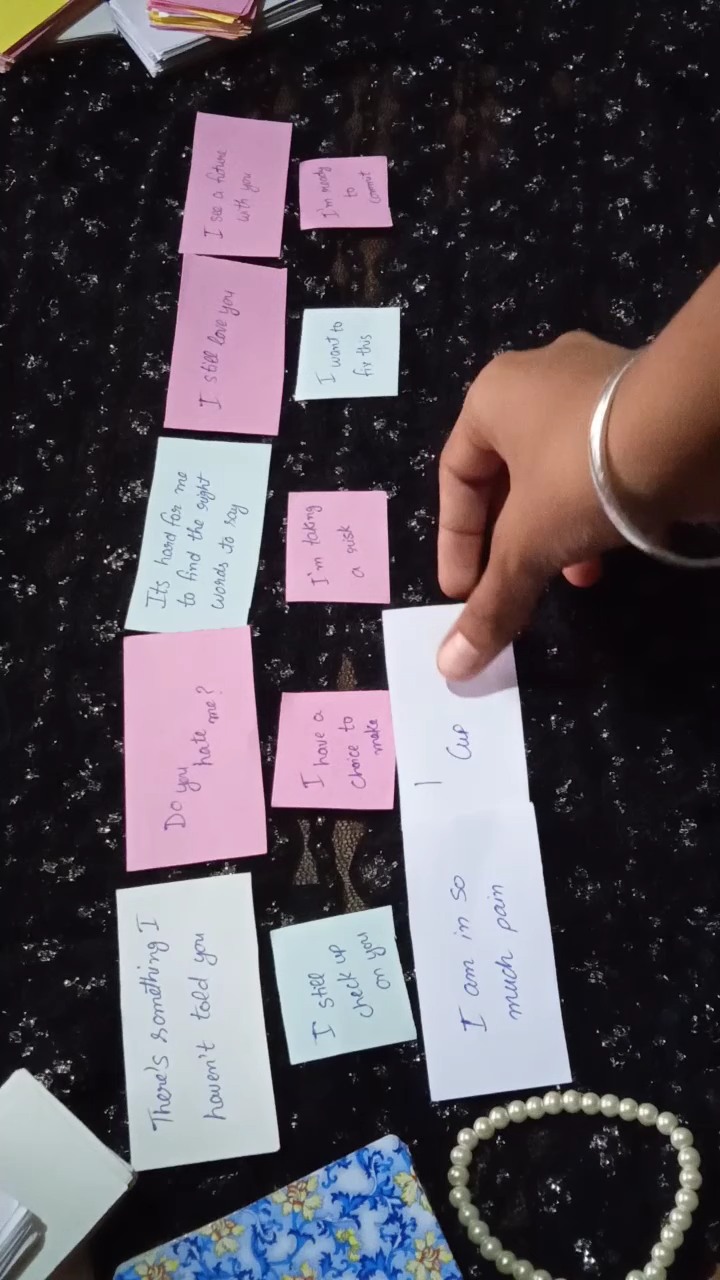 There's something I
haven't told you
Do you
hate me?
Its hard for me
to find the right
words to say
I still love you
I see a future
with you
I still
check up
on you
I have a
choice to
make
I'm taking
a risk
I want to
fix this
I'm ready
to
commit
I am in so
much pain
1 Cup